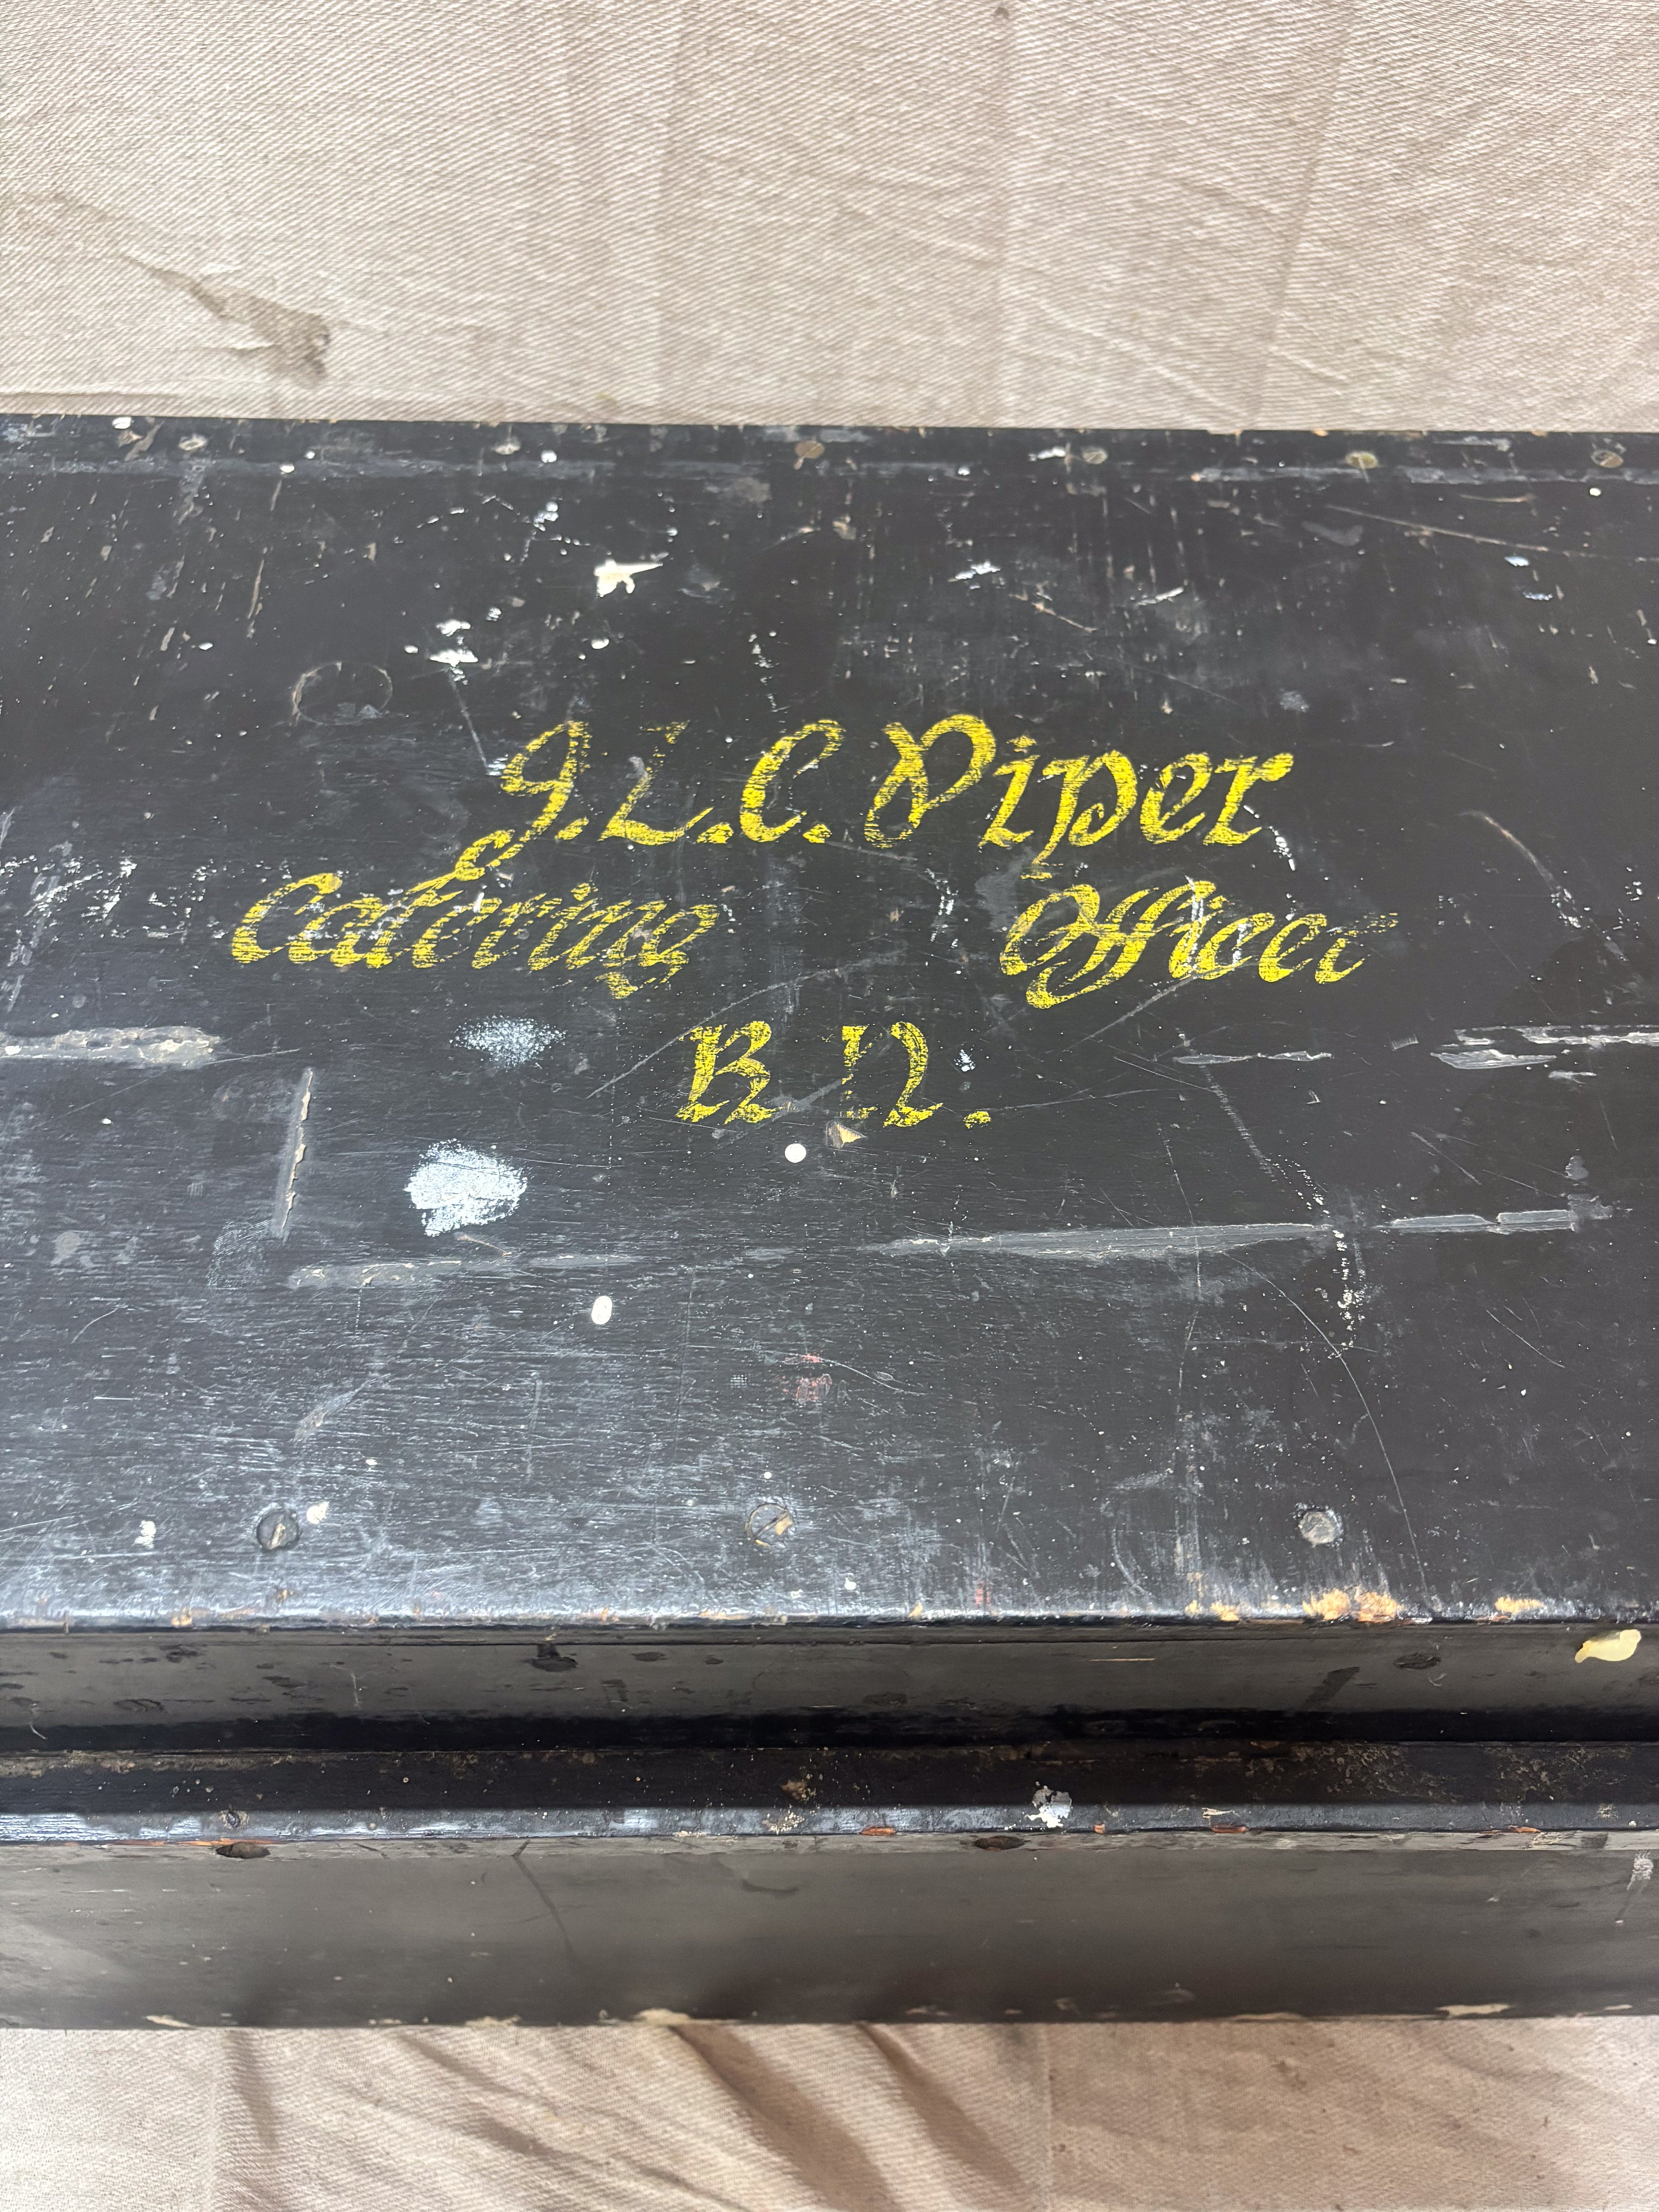 J.L.C. Piper
Catering Officer
R.N.